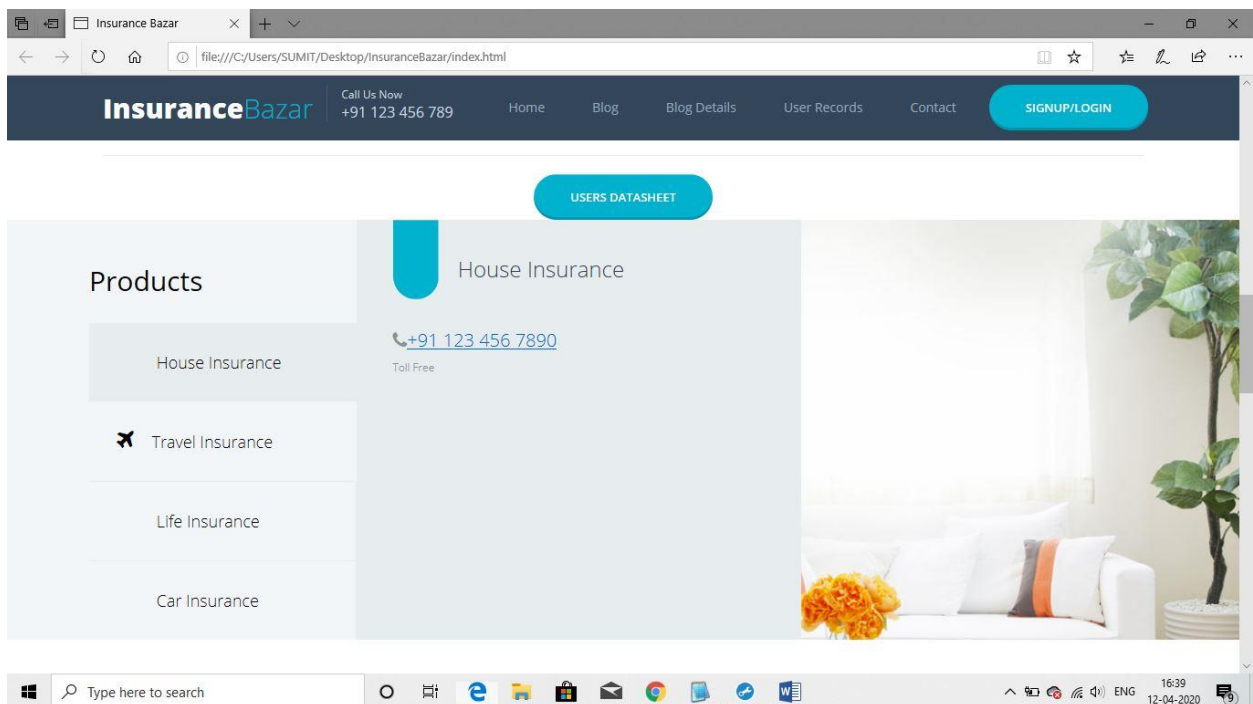 Insurance Bazar
file:///C:/Users/SUMIT/Desktop/InsuranceBazar/index.html
InsuranceBazar
Call Us Now
+91 123 456 789
Home Blog Blog Details User Records Contact SIGNUP/LOGIN
USERS DATASHEET
Products
House Insurance
Travel Insurance
Life Insurance
Car Insurance
House Insurance
+91 123 456 7890
Toll Free
Type here to search
ENG
16:39
12-04-2020
9